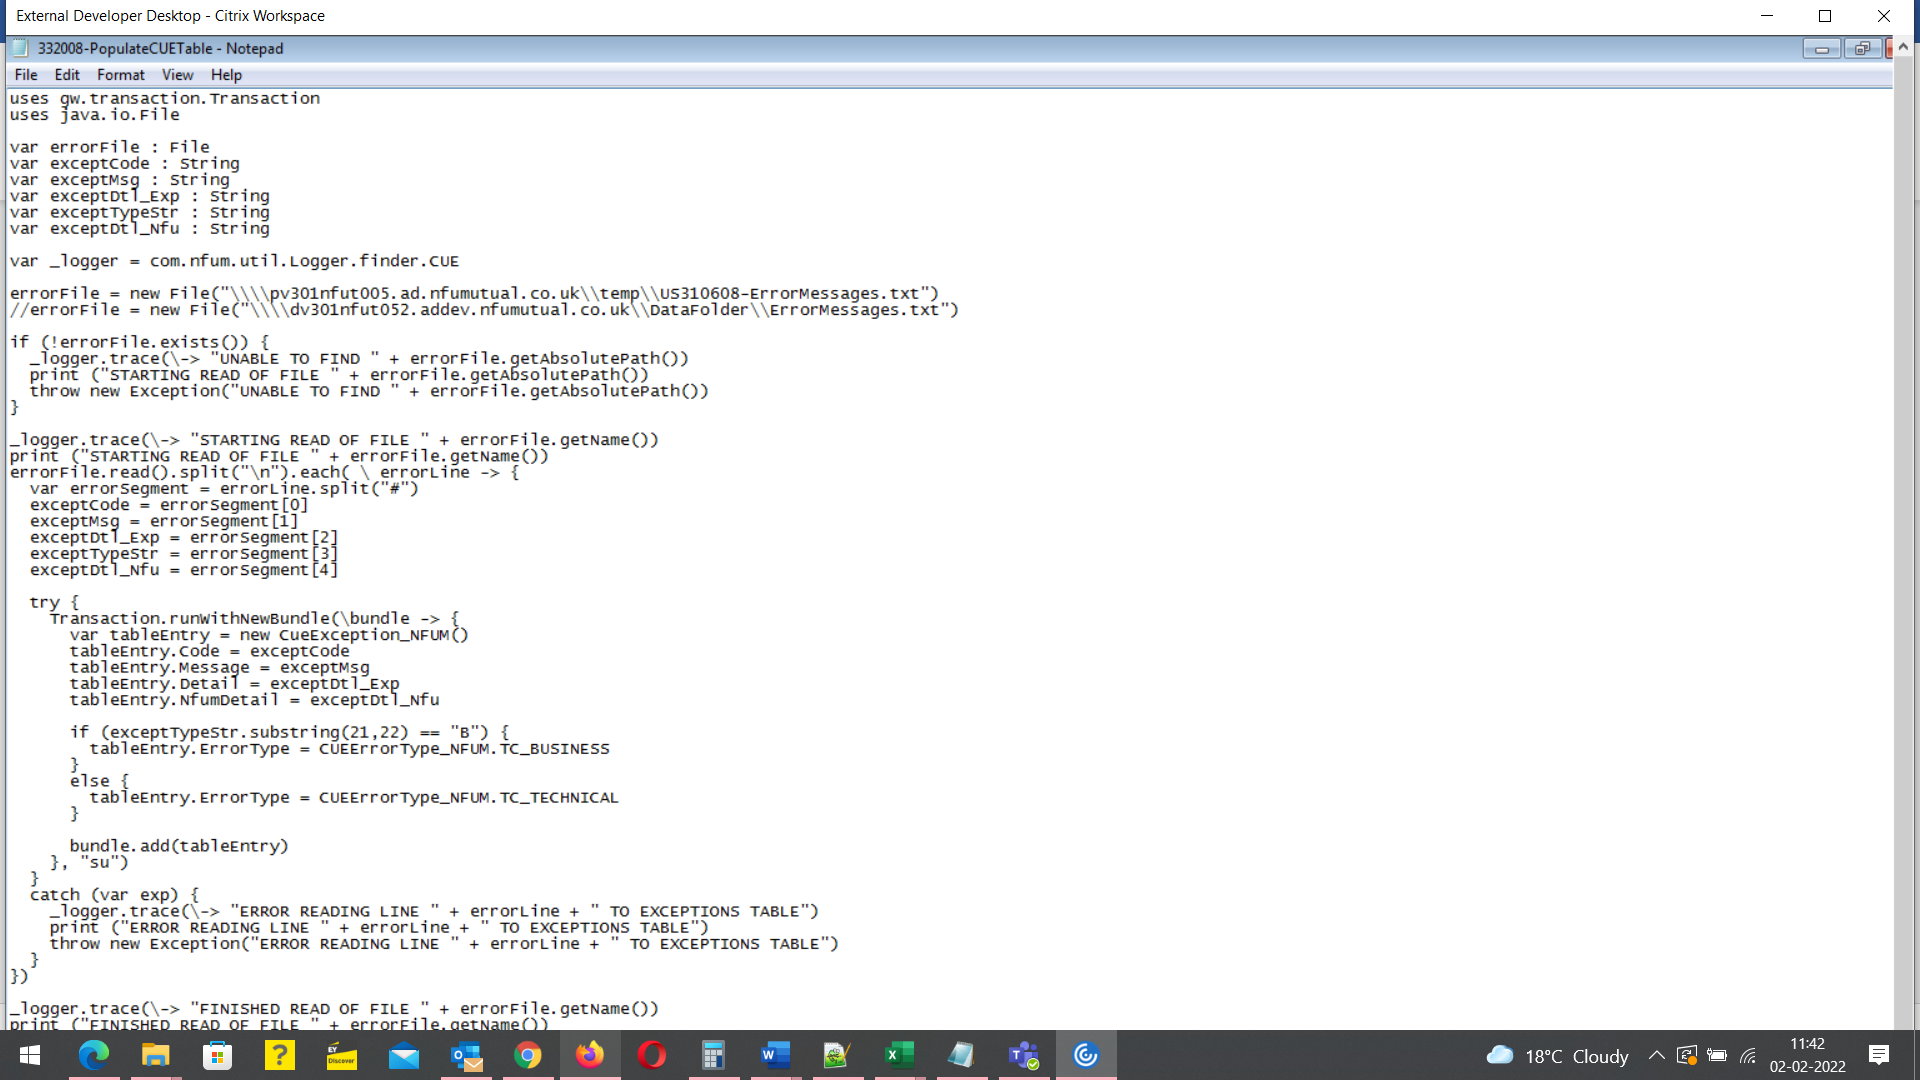 External Developer Desktop - Citrix Workspace
332008-PopulateCUETable - Notepad
File Edit Format View Help
uses gw.transaction.Transaction
uses java.io.File
var errorFile : File
var exceptCode : String
var exceptMsg : String
var exceptDtl_Exp : String
var exceptTypeStr : String
var exceptDtl_Nfu : String
var _logger = com.nfum.util.Logger.finder.CUE
errorFile = new File("\\\\pv301nfut005.ad.nfumutual.co.uk\\temp\\US310608-ErrorMessages.txt")
//errorFile = new File("\\\\dv301nfut052.addev.nfumutual.co.uk\\DataFolder\\ErrorMessages.txt")
if (!errorFile.exists()) {
  _logger.trace(\-> "UNABLE TO FIND " + errorFile.getAbsolutePath())
  print ("STARTING READ OF FILE " + errorFile.getAbsolutePath())
  throw new Exception("UNABLE TO FIND " + errorFile.getAbsolutePath())
}
_logger.trace(\-> "STARTING READ OF FILE " + errorFile.getName())
print ("STARTING READ OF FILE " + errorFile.getName())
errorFile.read().split("\n").each( \ errorLine -> {
  var errorSegment = errorLine.split("#")
  exceptCode = errorSegment[0]
  exceptMsg = errorSegment[1]
  exceptDtl_Exp = errorSegment[2]
  exceptTypeStr = errorSegment[3]
  exceptDtl_Nfu = errorSegment[4]
  try {
    Transaction.runWithNewBundle(\bundle -> {
      var tableEntry = new CueException_NFUM()
      tableEntry.Code = exceptCode
      tableEntry.Message = exceptMsg
      tableEntry.Detail = exceptDtl_Exp
      tableEntry.NfumDetail = exceptDtl_Nfu
      if (exceptTypeStr.substring(21,22) == "B") {
        tableEntry.ErrorType = CUEErrorType_NFUM.TC_BUSINESS
      }
      else {
        tableEntry.ErrorType = CUEErrorType_NFUM.TC_TECHNICAL
      }
      bundle.add(tableEntry)
    }, "su")
  }
  catch (var exp) {
    _logger.trace(\-> "ERROR READING LINE " + errorLine + " TO EXCEPTIONS TABLE")
    print ("ERROR READING LINE " + errorLine + " TO EXCEPTIONS TABLE")
    throw new Exception("ERROR READING LINE " + errorLine + " TO EXCEPTIONS TABLE")
  }
})
_logger.trace(\-> "FINISHED READ OF FILE " + errorFile.getName())
print ("FINISHED READ OF FILE " + errorFile.getName())
EY
Discover
18°C Cloudy
11:42
02-02-2022